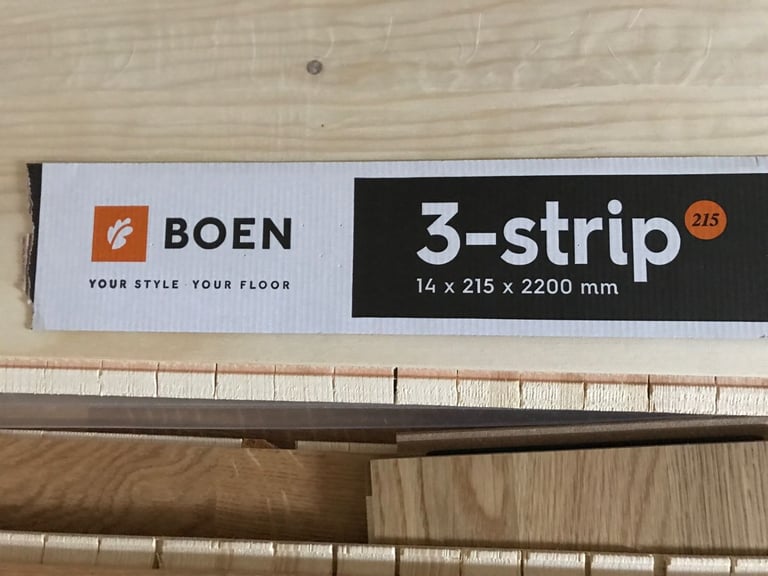 BOEN
YOUR STYLE · YOUR FLOOR
3-strip 215
14 x 215 x 2200 mm